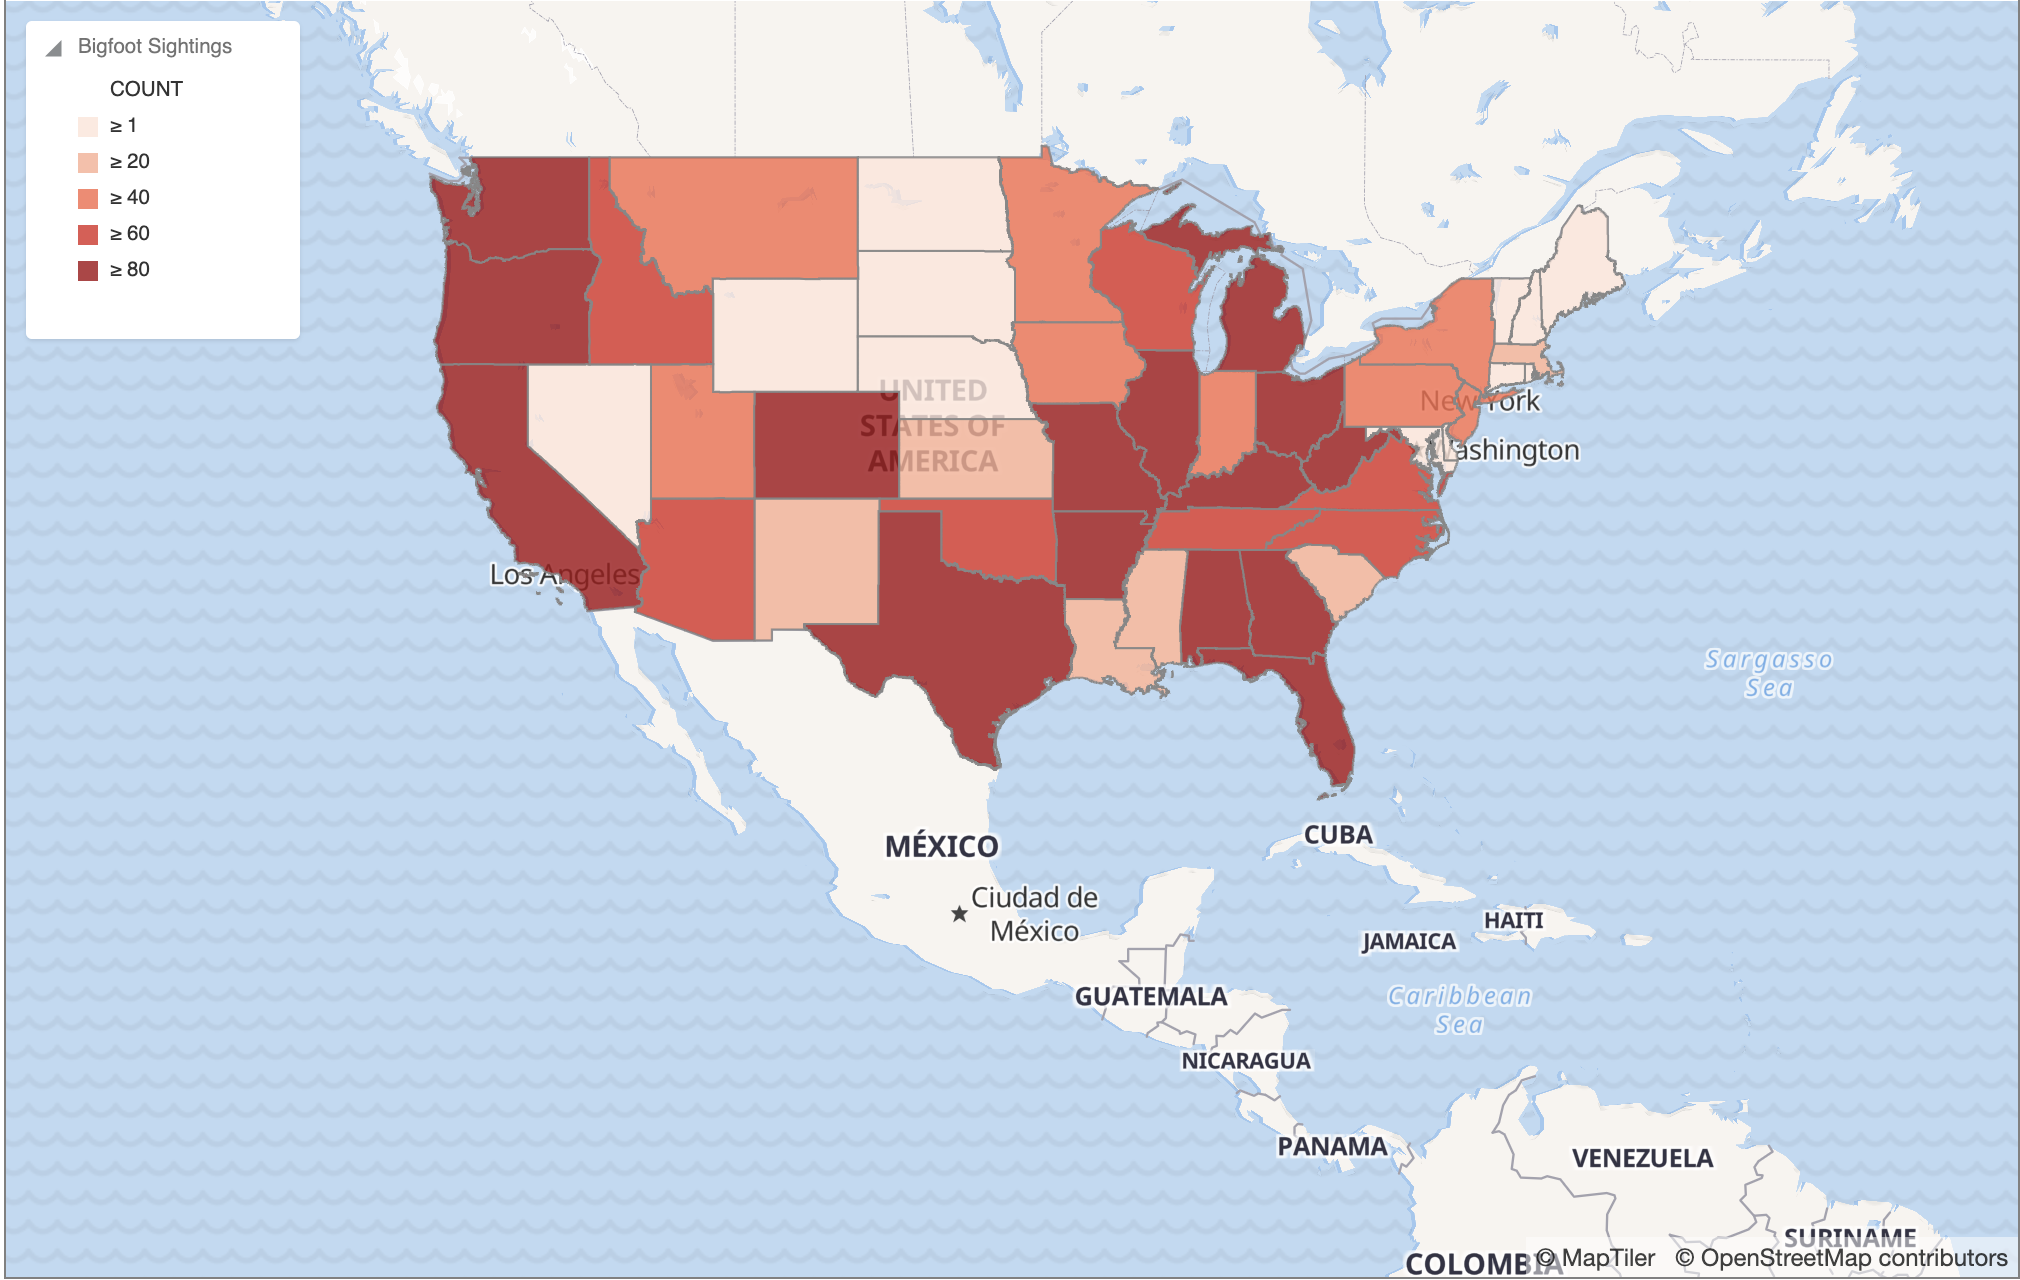 Bigfoot Sightings
COUNT
≥ 1
≥ 20
≥ 40
≥ 60
≥ 80
UNITED
STATES OF
AMERICA
New York
ashington
Los Angeles
Sargasso
Sea
MÉXICO
Ciudad de
México
CUBA
HAITI
JAMAICA
GUATEMALA
Caribbean
Sea
NICARAGUA
PANAMA
VENEZUELA
SURINAME
COLOMBIA
© MapTiler © OpenStreetMap contributors